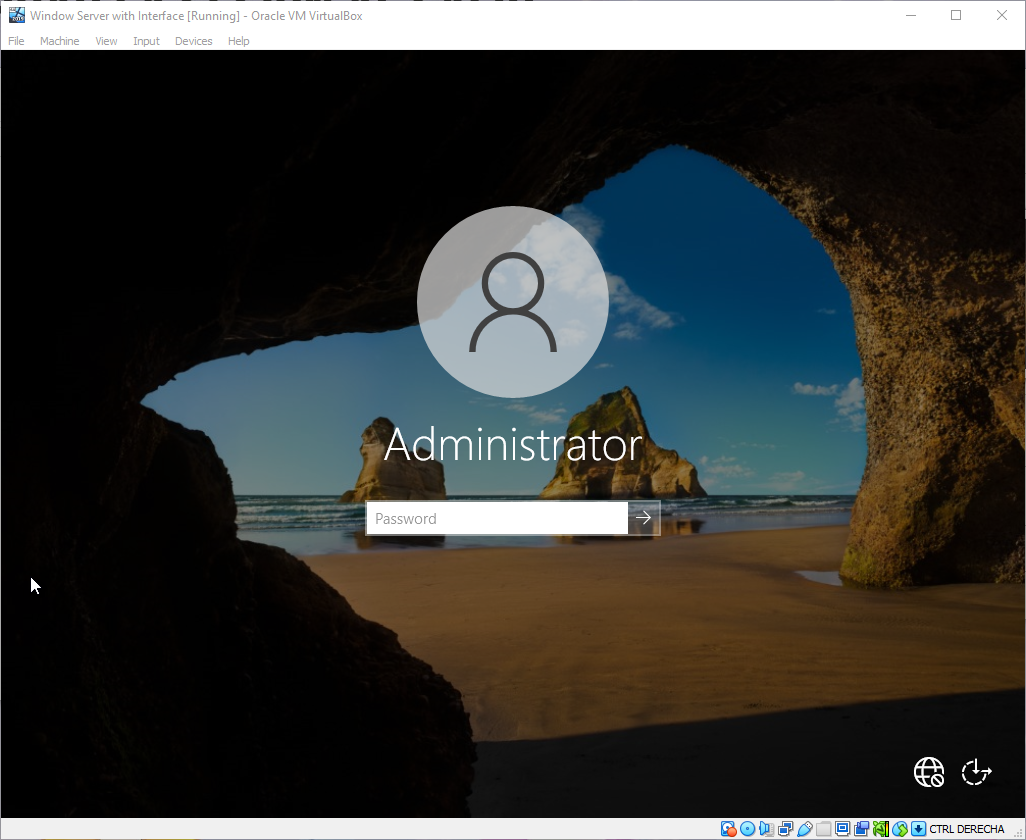 Window Server with Interface [Running] - Oracle VM VirtualBox
File Machine View Input Devices Help
Administrator
Password
CTRL DERECHA